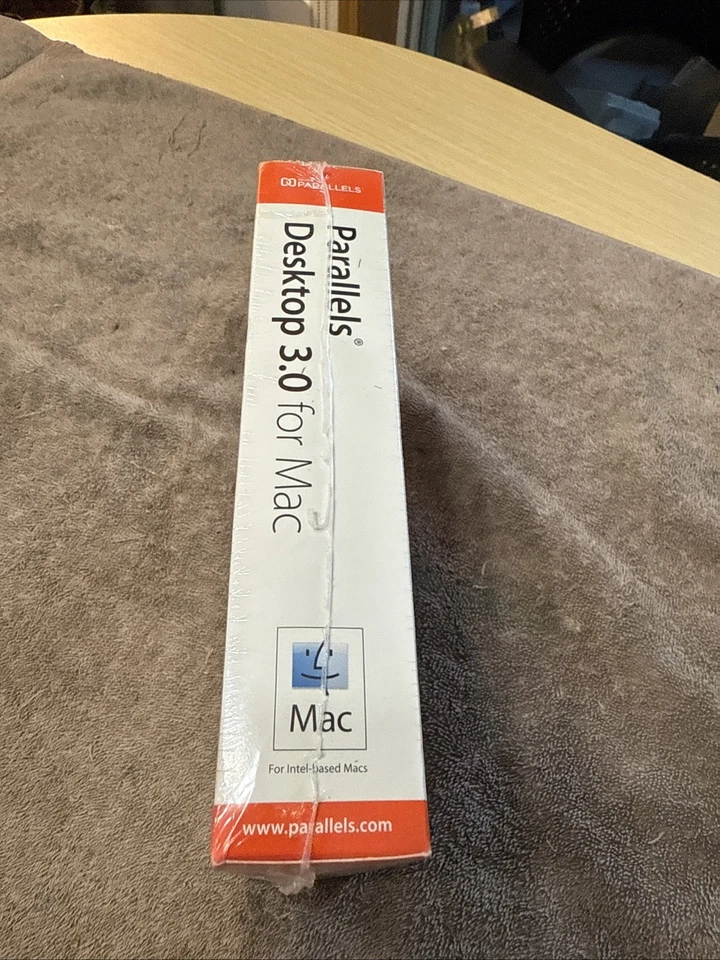 PARALLELS
Parallels®
Desktop 3.0 for Mac
Mac
For Intel-based Macs
www.parallels.com